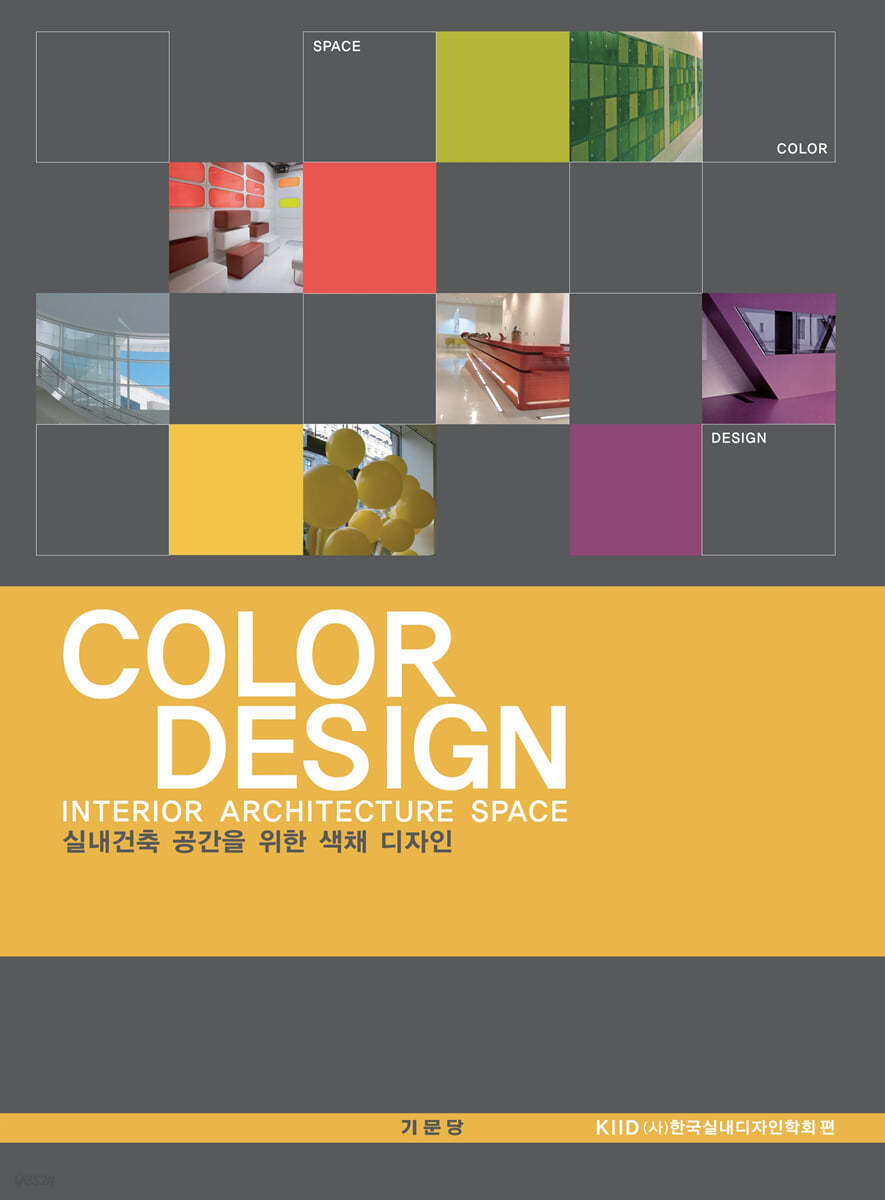 SPACE
COLOR
DESIGN
COLOR
DESIGN
INTERIOR ARCHITECTURE SPACE
실내건축 공간을 위한 색채 디자인
기문당
KIID (사)한국실내디자인학회 편